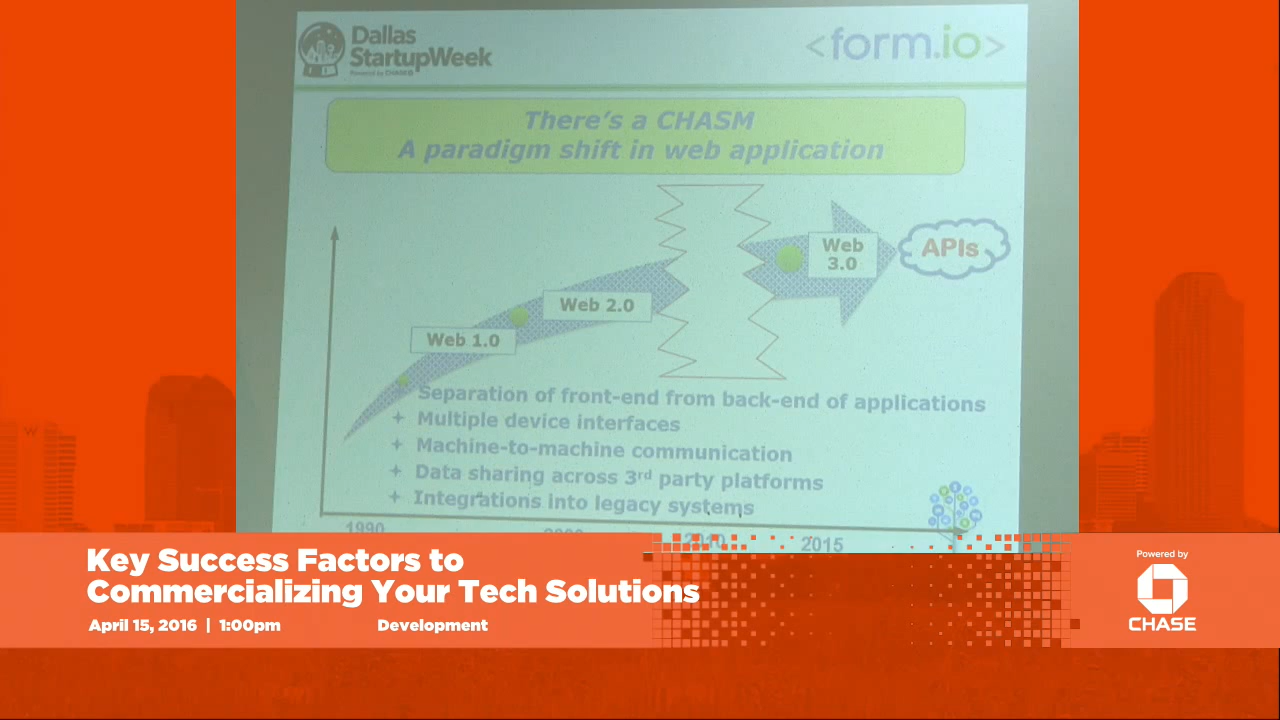 Dallas
StartupWeek
Powered by CHASE
<form.io>
There's a CHASM
A paradigm shift in web application
Web 1.0
Web 2.0
Web
3.0
APIs
Separation of front-end from back-end of applications
+ Multiple device interfaces
+ Machine-to-machine communication
+ Data sharing across 3rd party platforms
+ Integrations into legacy systems
1990
2000
2010
2015
Key Success Factors to
Commercializing Your Tech Solutions
April 15, 2016 | 1:00pm
Development
Powered by
CHASE
W